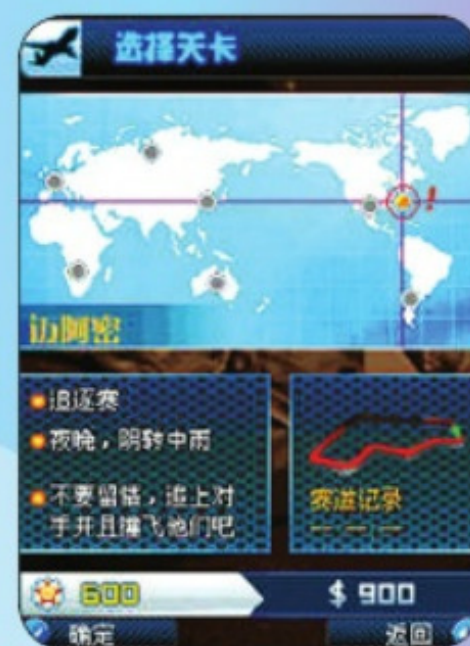 选择关卡
!
迈阿密
追逐赛
夜晚，阴转中雨
不要留情，追上对
手并且撞飞他们吧
赛道记录
-- -- --
600
$ 900
确定
返回